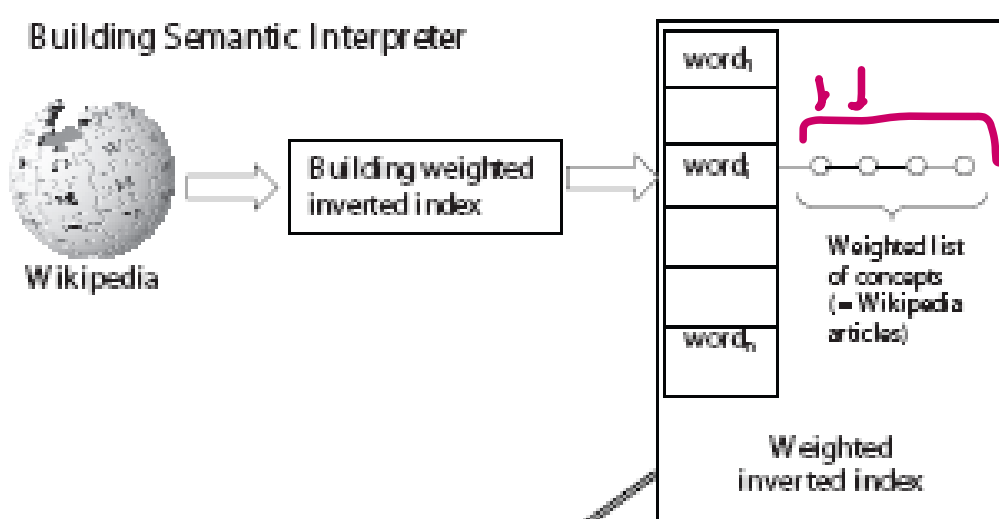 Building Semantic Interpreter
word₁
Building weighted
inverted index
wordᵢ
Wikipedia
Weighted list
of concepts
(= Wikipedia
articles)
wordₙ
Weighted
inverted index